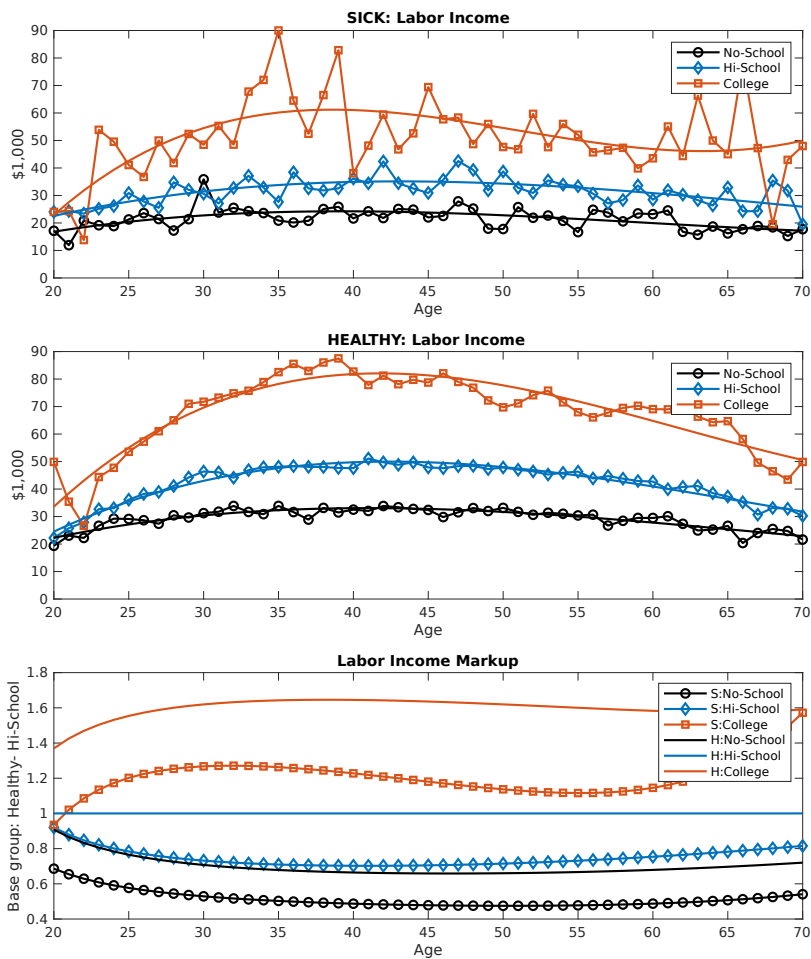 SICK: Labor Income
90
80
70
60
50
40
30
20
10
0
$1,000
No-School
Hi-School
College
20 25 30 35 40 45 50 55 60 65 70
Age
HEALTHY: Labor Income
90
80
70
60
50
40
30
20
10
0
$1,000
No-School
Hi-School
College
20 25 30 35 40 45 50 55 60 65 70
Age
Labor Income Markup
1.8
1.6
1.4
1.2
1
0.8
0.6
0.4
Base group: Healthy- Hi-School
S:No-School
S:Hi-School
S:College
H:No-School
H:Hi-School
H:College
20 25 30 35 40 45 50 55 60 65 70
Age